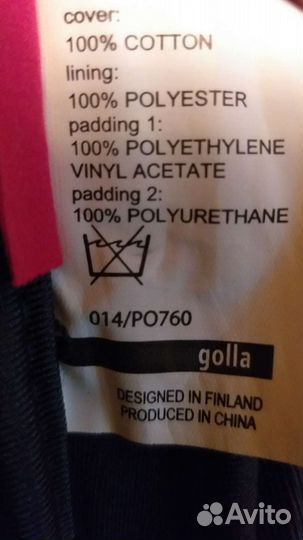 cover:
100% COTTON
lining:
100% POLYESTER
padding 1:
100% POLYETHYLENE
VINYL ACETATE
padding 2:
100% POLYURETHANE
014/PO760
golla
DESIGNED IN FINLAND
PRODUCED IN CHINA
Avito